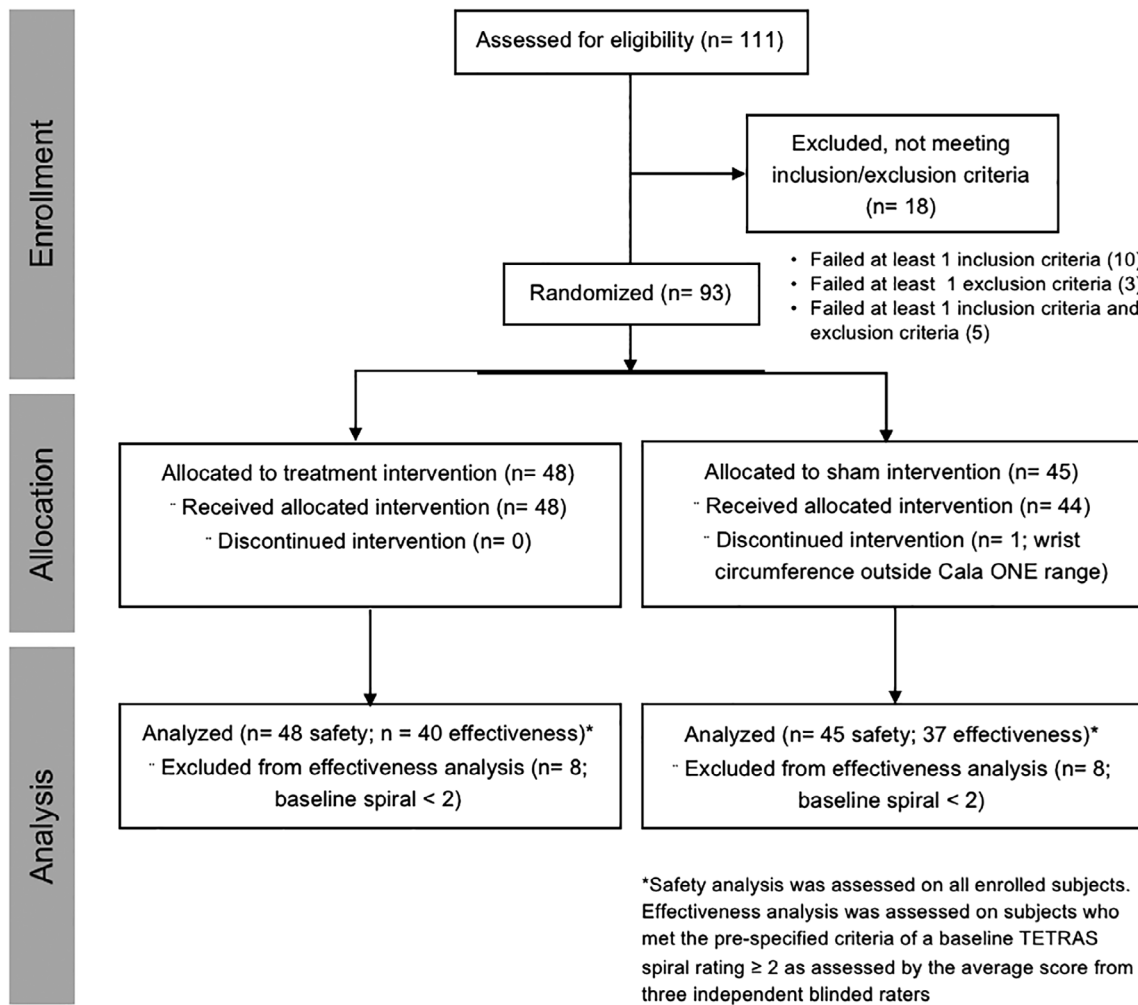 Enrollment
Assessed for eligibility (n= 111)
Excluded, not meeting
inclusion/exclusion criteria
(n= 18)
• Failed at least 1 inclusion criteria (10)
• Failed at least 1 exclusion criteria (3)
• Failed at least 1 inclusion criteria and
exclusion criteria (5)
Randomized (n= 93)
Allocation
Allocated to treatment intervention (n= 48)
¨ Received allocated intervention (n= 48)
¨ Discontinued intervention (n= 0)
Allocated to sham intervention (n= 45)
¨ Received allocated intervention (n= 44)
¨ Discontinued intervention (n= 1; wrist
circumference outside Cala ONE range)
Analysis
Analyzed (n= 48 safety; n = 40 effectiveness)*
¨ Excluded from effectiveness analysis (n= 8;
baseline spiral < 2)
Analyzed (n= 45 safety; 37 effectiveness)*
¨ Excluded from effectiveness analysis (n= 8;
baseline spiral < 2)
*Safety analysis was assessed on all enrolled subjects.
Effectiveness analysis was assessed on subjects who
met the pre-specified criteria of a baseline TETRAS
spiral rating ≥ 2 as assessed by the average score from
three independent blinded raters